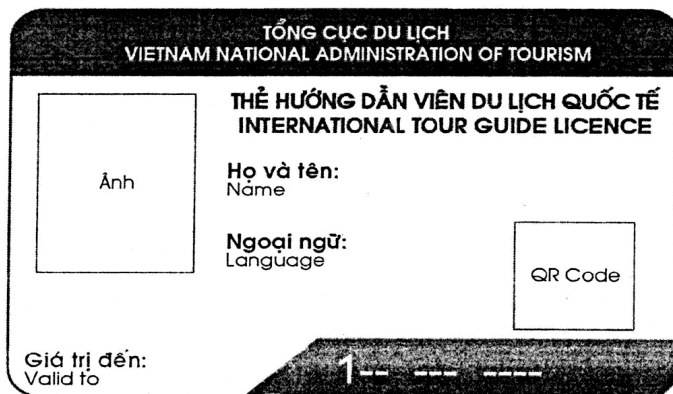 TỔNG CỤC DU LỊCH
VIETNAM NATIONAL ADMINISTRATION OF TOURISM
THẺ HƯỚNG DẪN VIÊN DU LỊCH QUỐC TẾ
INTERNATIONAL TOUR GUIDE LICENCE
Ảnh
Họ và tên:
Name
Ngoại ngữ:
Language
QR Code
Giá trị đến:
Valid to
1-- --- ----